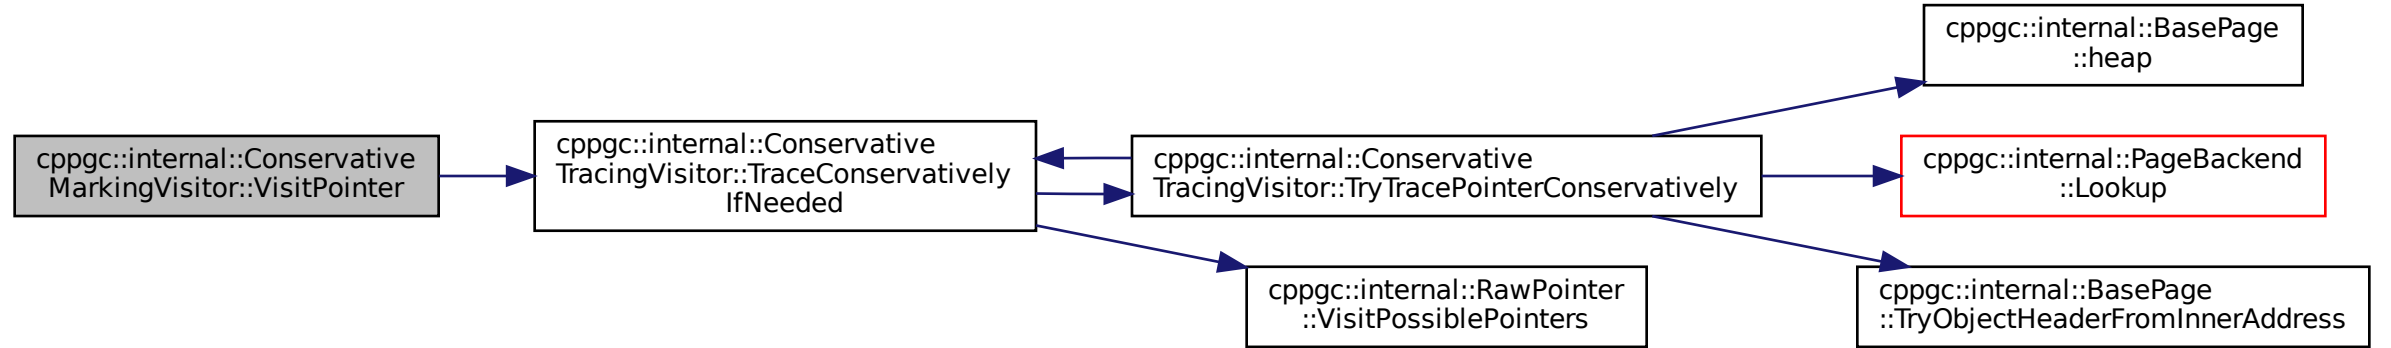 cppgc::internal::Conservative
MarkingVisitor::VisitPointer
cppgc::internal::Conservative
TracingVisitor::TraceConservatively
IfNeeded
cppgc::internal::Conservative
TracingVisitor::TryTracePointerConservatively
cppgc::internal::RawPointer
::VisitPossiblePointers
cppgc::internal::BasePage
::heap
cppgc::internal::PageBackend
::Lookup
cppgc::internal::BasePage
::TryObjectHeaderFromInnerAddress